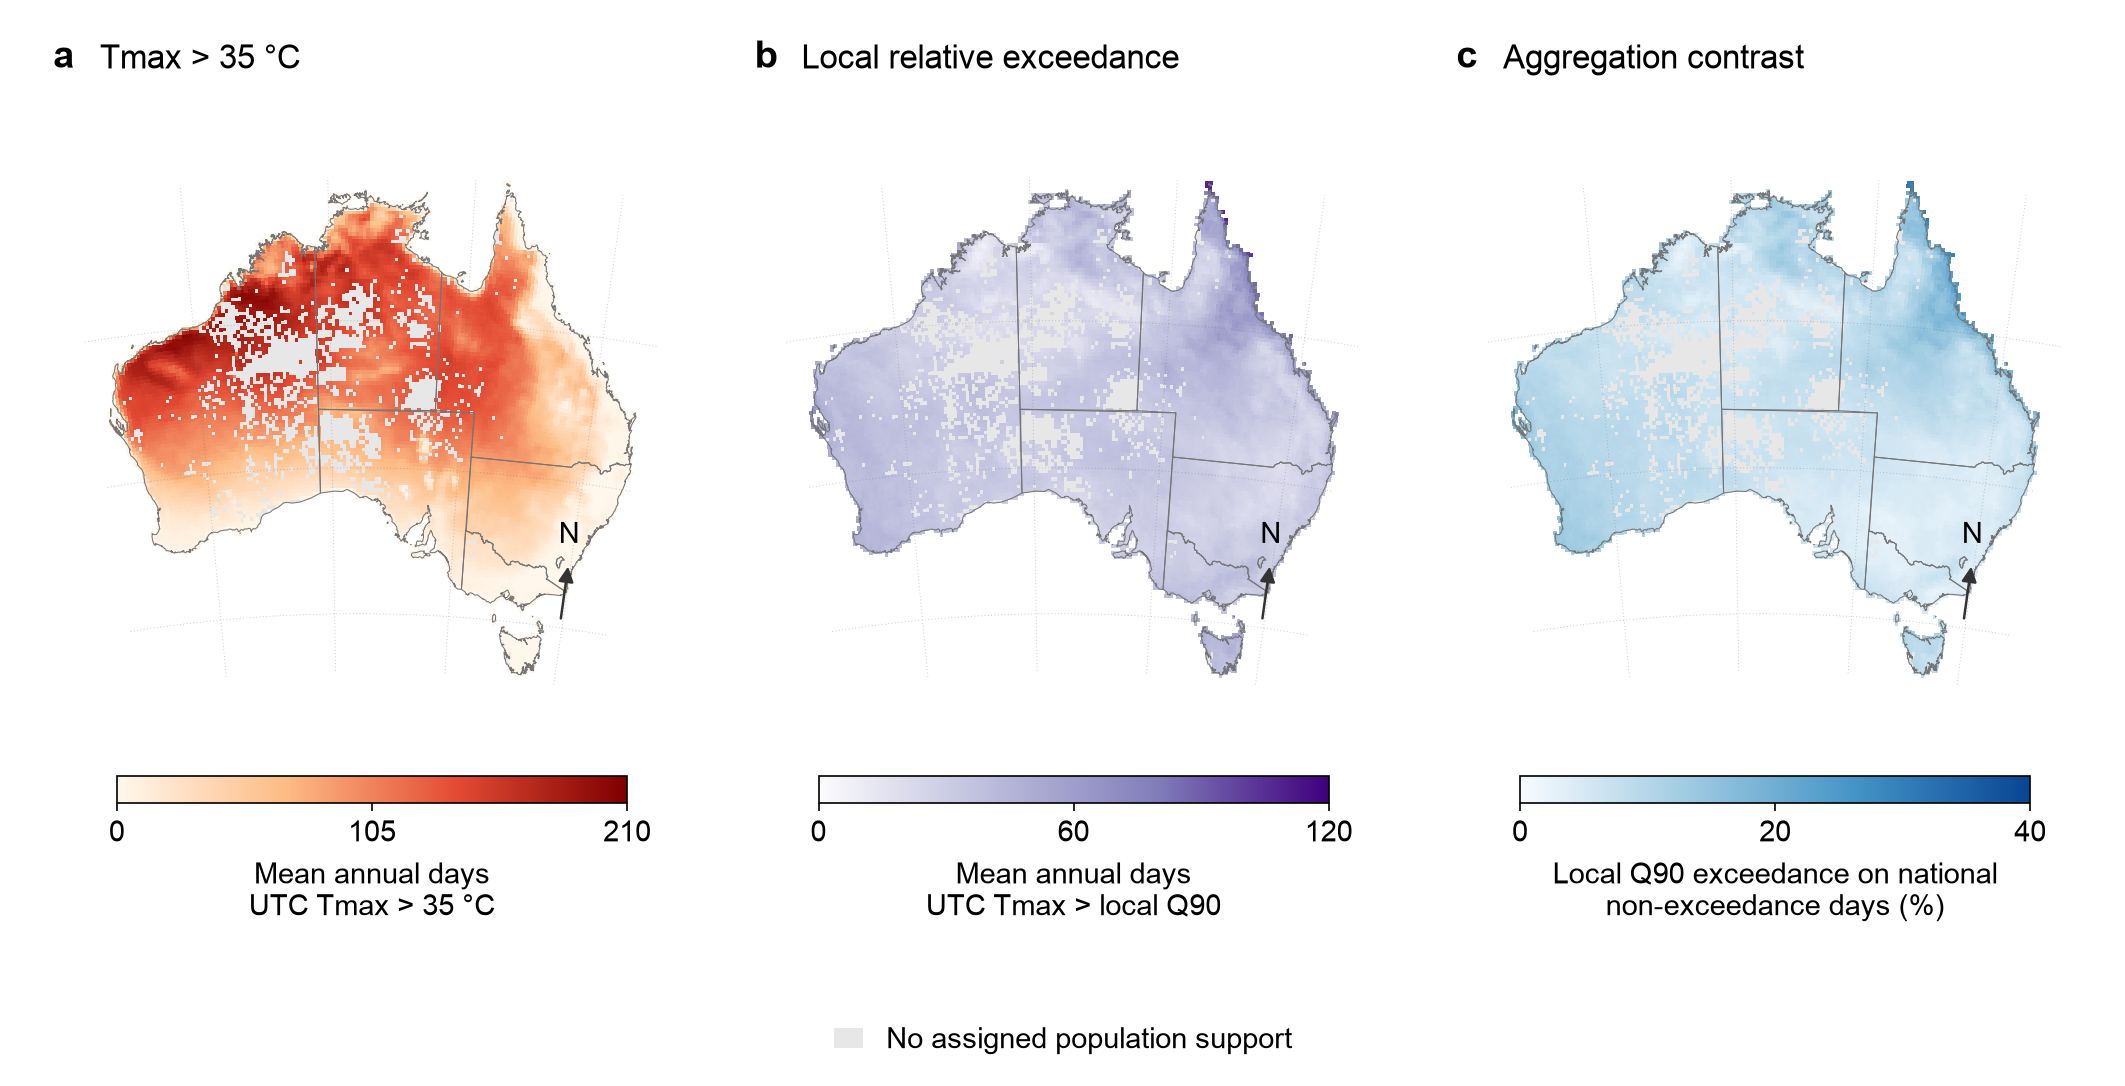 a Tmax > 35 °C
b Local relative exceedance
c Aggregation contrast
N
N
N
0 105 210
Mean annual days
UTC Tmax > 35 °C
0 60 120
Mean annual days
UTC Tmax > local Q90
0 20 40
Local Q90 exceedance on national
non-exceedance days (%)
No assigned population support